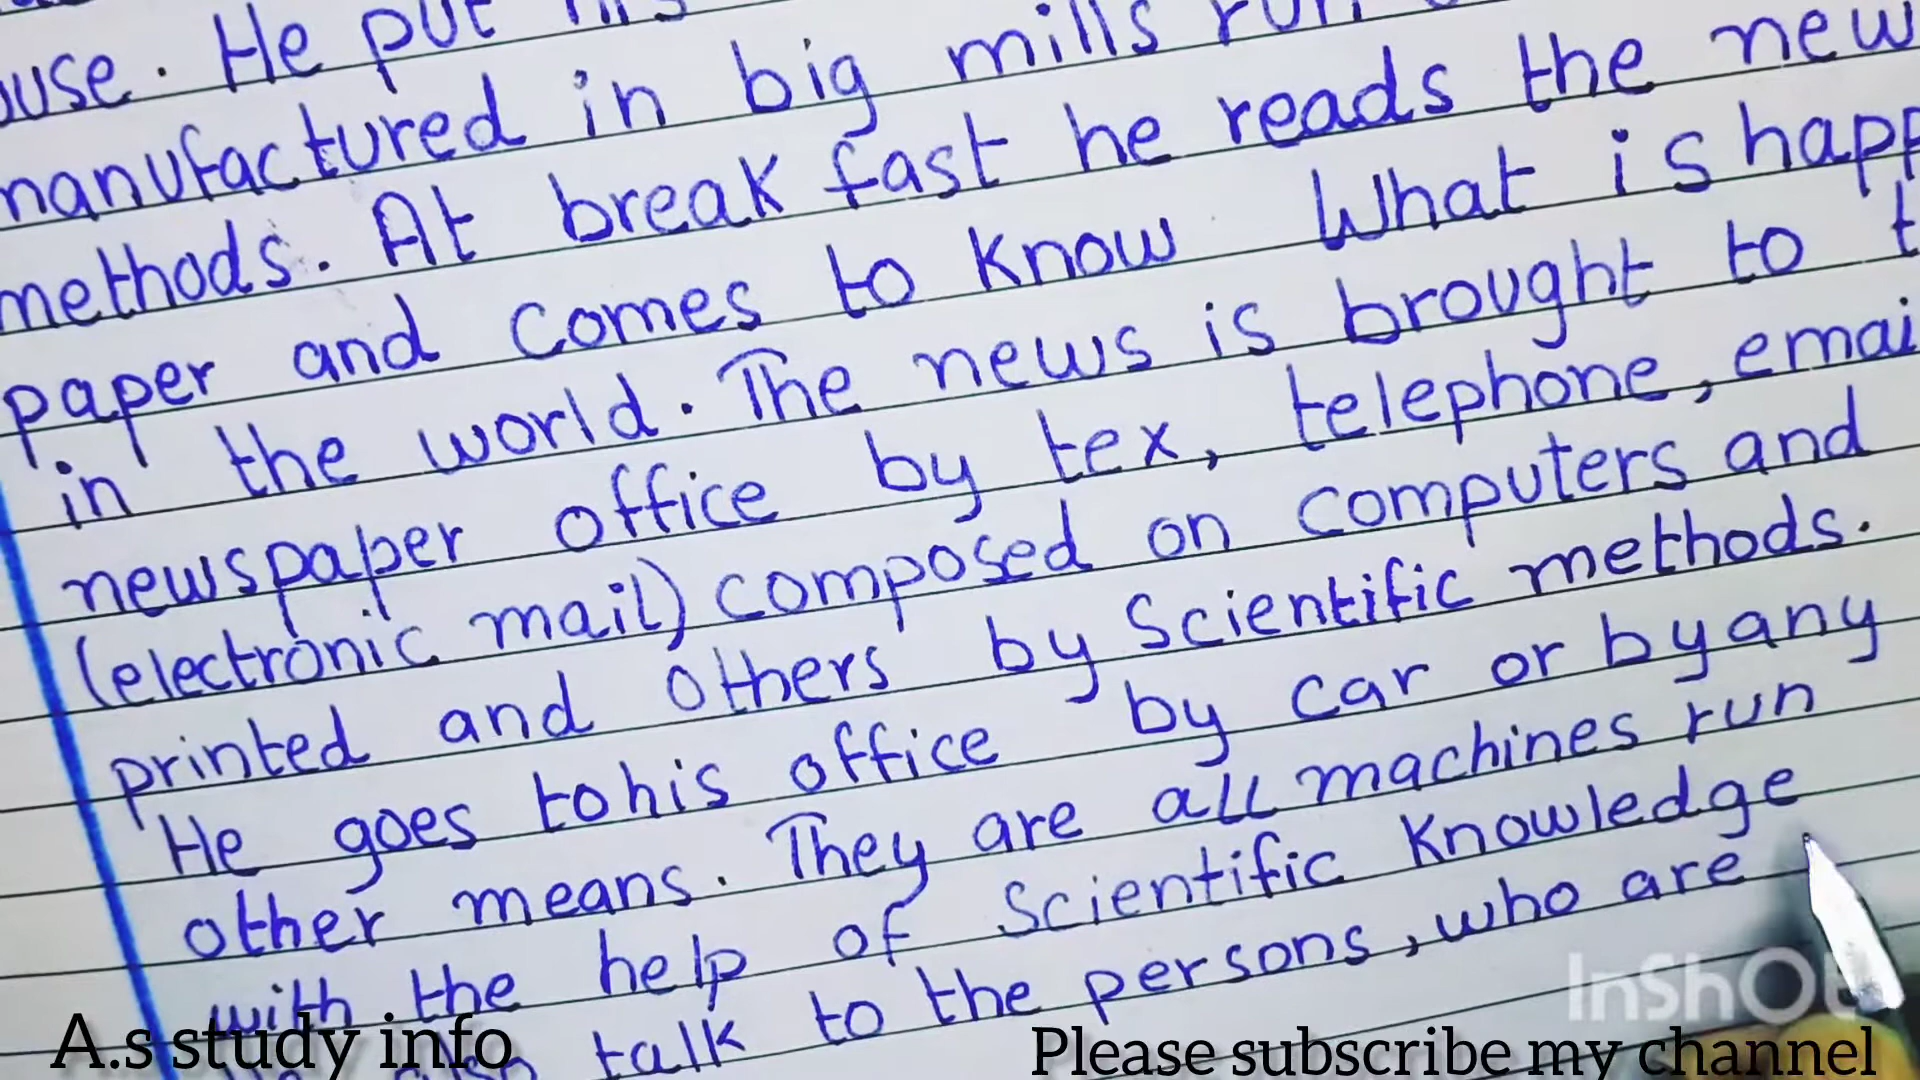 ouse. He put his
manufactured in big mills run
methods. At break fast he reads the new
paper and comes to know What is happ
in the world. The news is brought to t
newspaper office by tex, telephone, emai
(electronic mail) composed on computers and
printed and others by Scientific methods.
He goes tohis office by car or by any
other means. They are all machines run
with the help of Scientific Knowledge
also talk to the persons, who are
InShOt
A.s study info
Please subscribe my channel